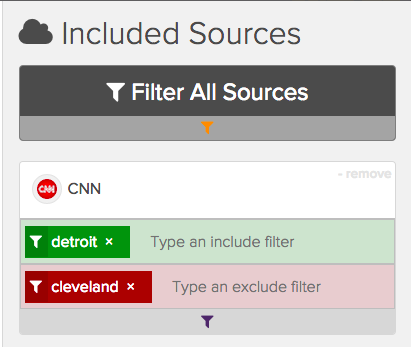 Included Sources
Filter All Sources
- remove
CNN CNN
detroit × Type an include filter
cleveland × Type an exclude filter